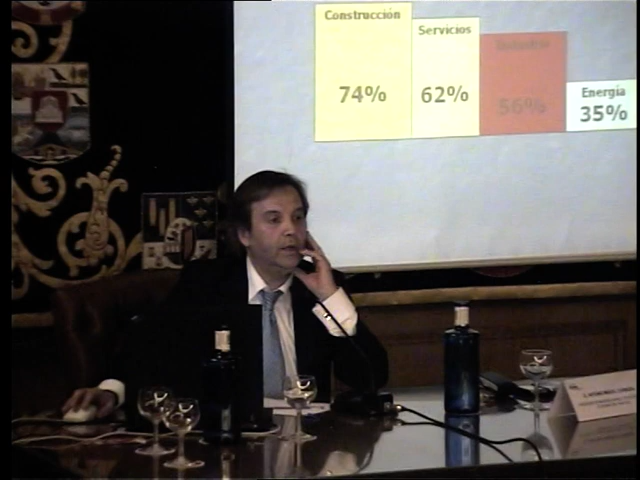 Construcción
74%
Servicios
62%
Industria
56%
Energía
35%